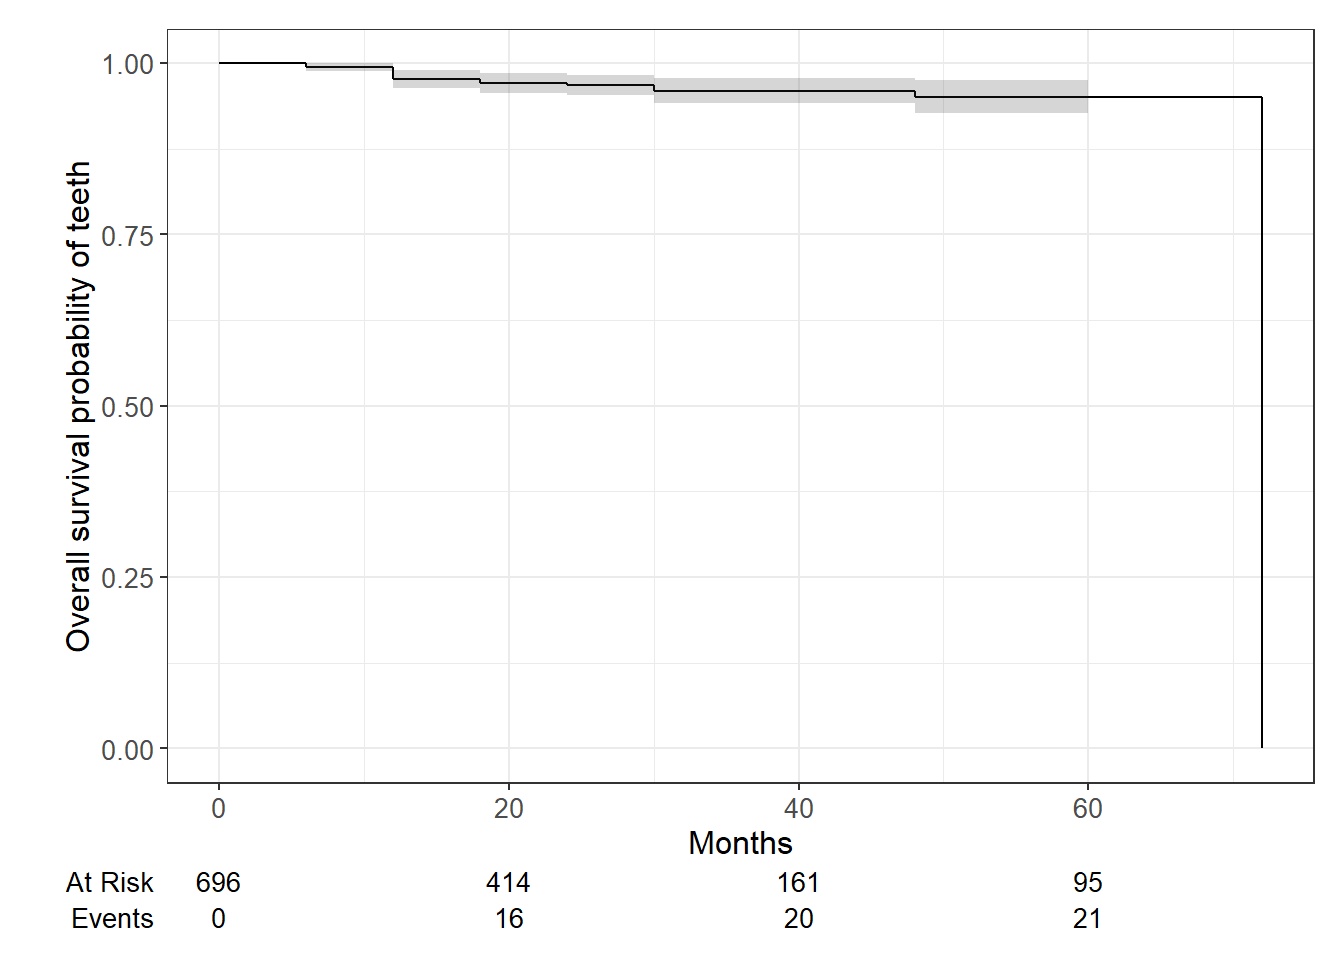 Overall survival probability of teeth
1.00
0.75
0.50
0.25
0.00
0 20 40 60
Months
At Risk 696 414 161 95
Events 0 16 20 21